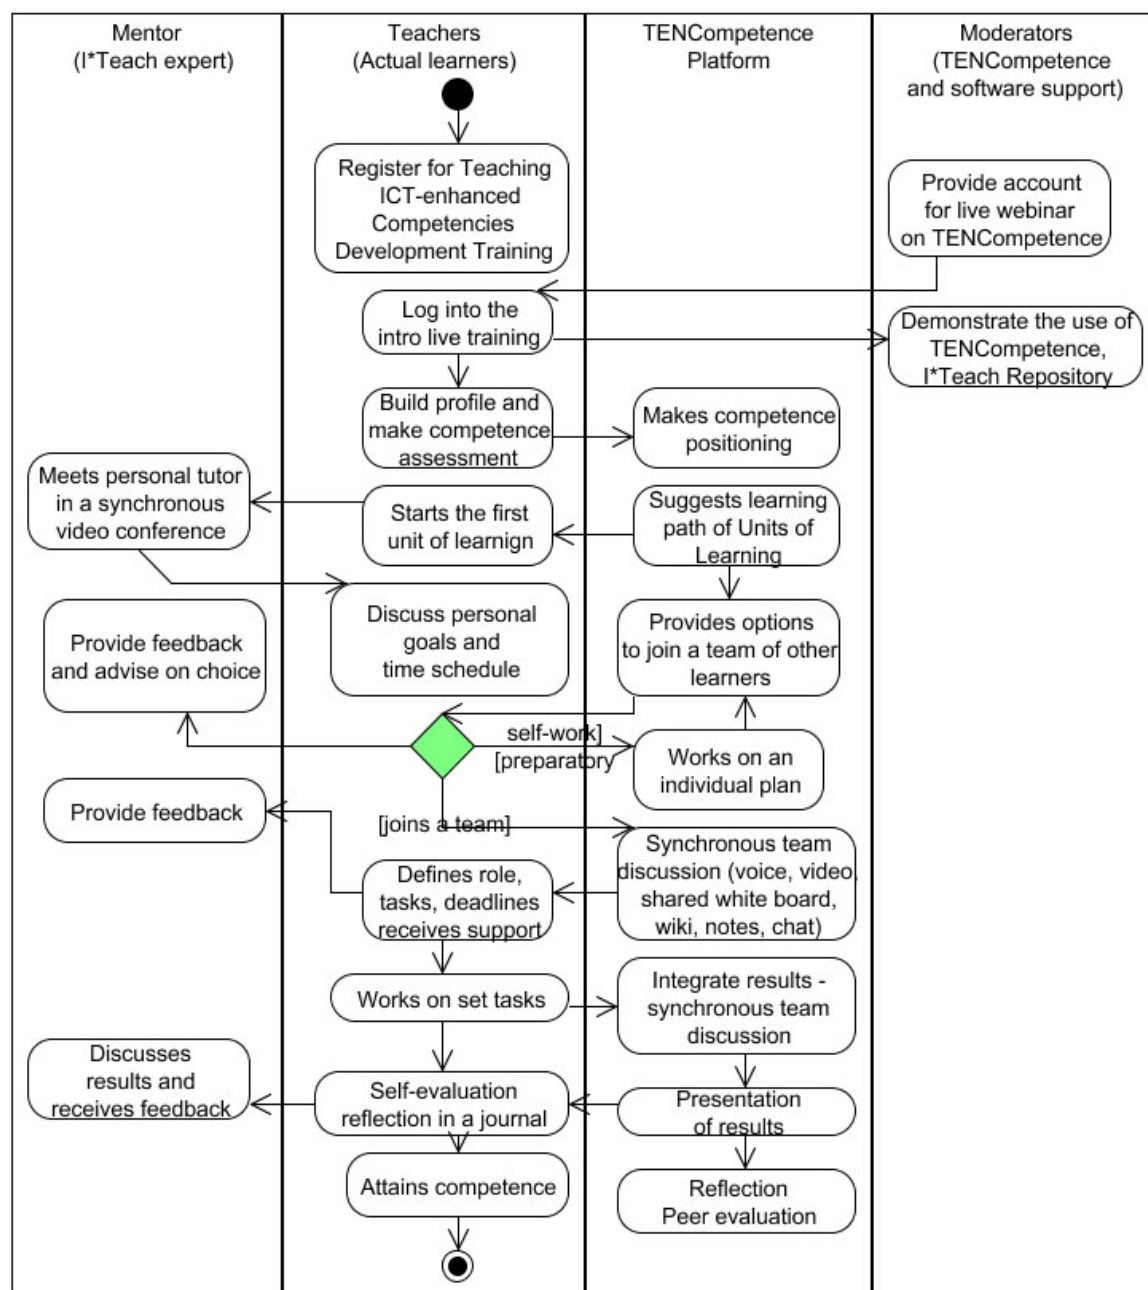 Mentor
(I*Teach expert)
Teachers
(Actual learners)
TENCompetence
Platform
Moderators
(TENCompetence
and software support)
Register for Teaching
ICT-enhanced
Competencies
Development Training
Provide account
for live webinar
on TENCompetence
Log into the
intro live training
Demonstrate the use of
TENCompetence,
I*Teach Repository
Build profile and
make competence
assessment
Makes competence
positioning
Meets personal tutor
in a synchronous
video conference
Starts the first
unit of learnign
Suggests learning
path of Units of
Learning
Provide feedback
and advise on choice
Discuss personal
goals and
time schedule
Provides options
to join a team of other
learners
self-work]
[preparatory
Works on an
individual plan
Provide feedback
[joins a team]
Synchronous team
discussion (voice, video,
shared white board,
wiki, notes, chat)
Defines role,
tasks, deadlines
receives support
Works on set tasks
Integrate results -
synchronous team
discussion
Discusses
results and
receives feedback
Self-evaluation
reflection in a journal
Presentation
of results
Attains competence
Reflection
Peer evaluation